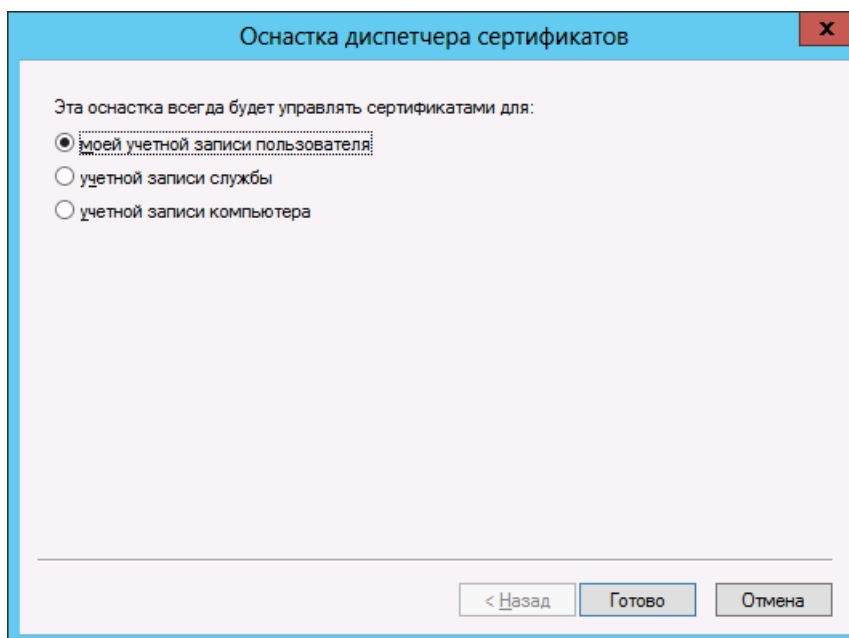 Оснастка диспетчера сертификатов
x
Эта оснастка всегда будет управлять сертификатами для:
моей учетной записи пользователя
учетной записи службы
учетной записи компьютера
< Назад
Готово
Отмена